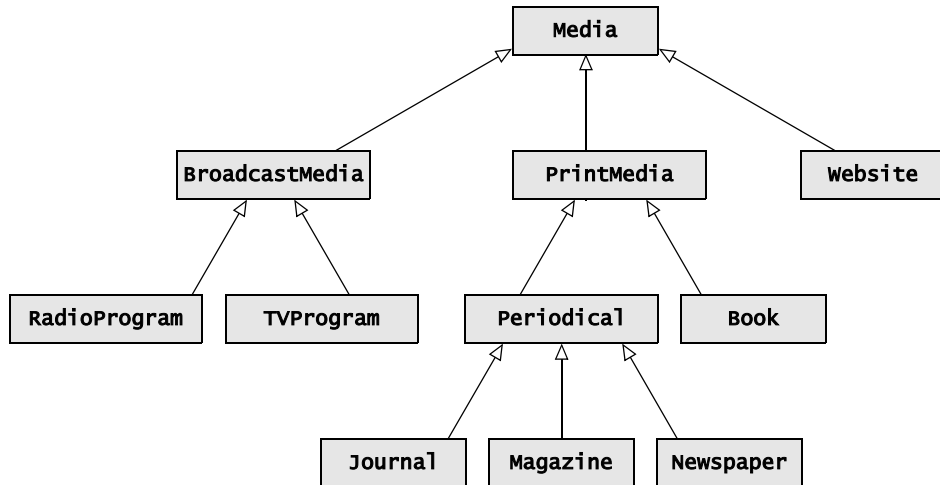 Media
BroadcastMedia
PrintMedia
Website
RadioProgram
TVProgram
Periodical
Book
Journal
Magazine
Newspaper